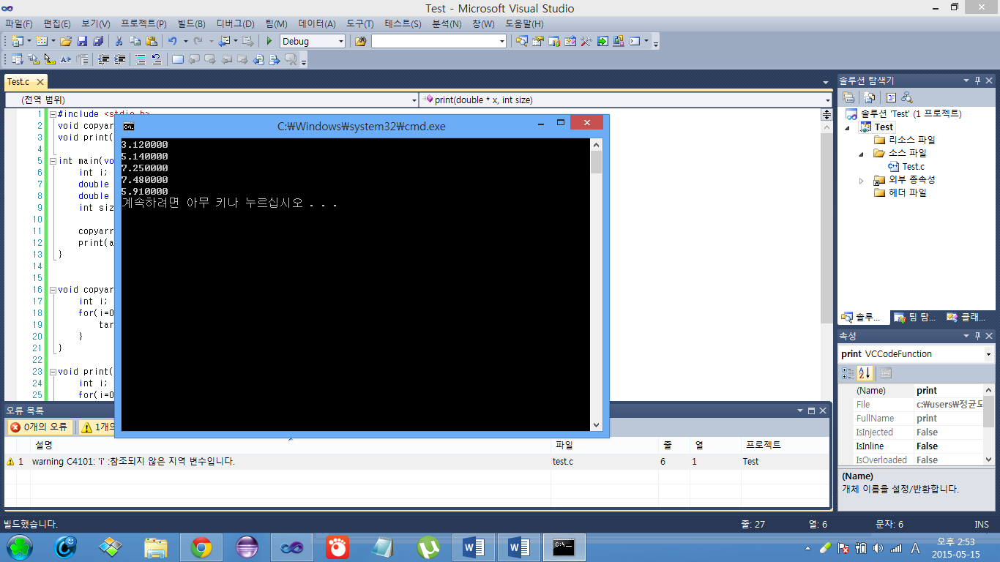 Test - Microsoft Visual Studio
파일(F) 편집(E) 보기(V) 프로젝트(P) 빌드(B) 디버그(D) 팀(M) 데이터(A) 도구(T) 테스트(S) 분석(N) 창(W) 도움말(H)
Debug
Test.c
(전역 범위) print(double * x, int size)
1 #include <stdio.h>
2 void copyar
3 void print(
4
5 int main(vo
6 int i;
7 double
8 double
9 int siz
10
11 copyarr
12 print(a
13 }
14
15
16 void copyar
17 int i;
18 for(i=0
19 tar
20 }
21 }
22
23 void print(
24 int i;
25 for(i=0
C:\Windows\system32\cmd.exe
3.120000
5.140000
7.250000
7.480000
5.910000
계속하려면 아무 키나 누르십시오 . . .
솔루션 탐색기
솔루션 'Test' (1 프로젝트)
Test
리소스 파일
소스 파일
Test.c
외부 종속성
헤더 파일
솔루... 팀 탐... 클래...
속성
print VCCodeFunction
(Name) print
File c:\users\정균모
FullName print
IsInjected False
IsInline False
IsOverloaded False
(Name)
개체 이름을 설정/반환합니다.
오류 목록
0개의 오류 1개의
설명 파일 줄 열 프로젝트
1 warning C4101: 'i' :참조되지 않은 지역 변수입니다. test.c 6 1 Test
빌드했습니다. 줄: 27 열: 6 문자: 6 INS
A
오후 2:53
2015-05-15